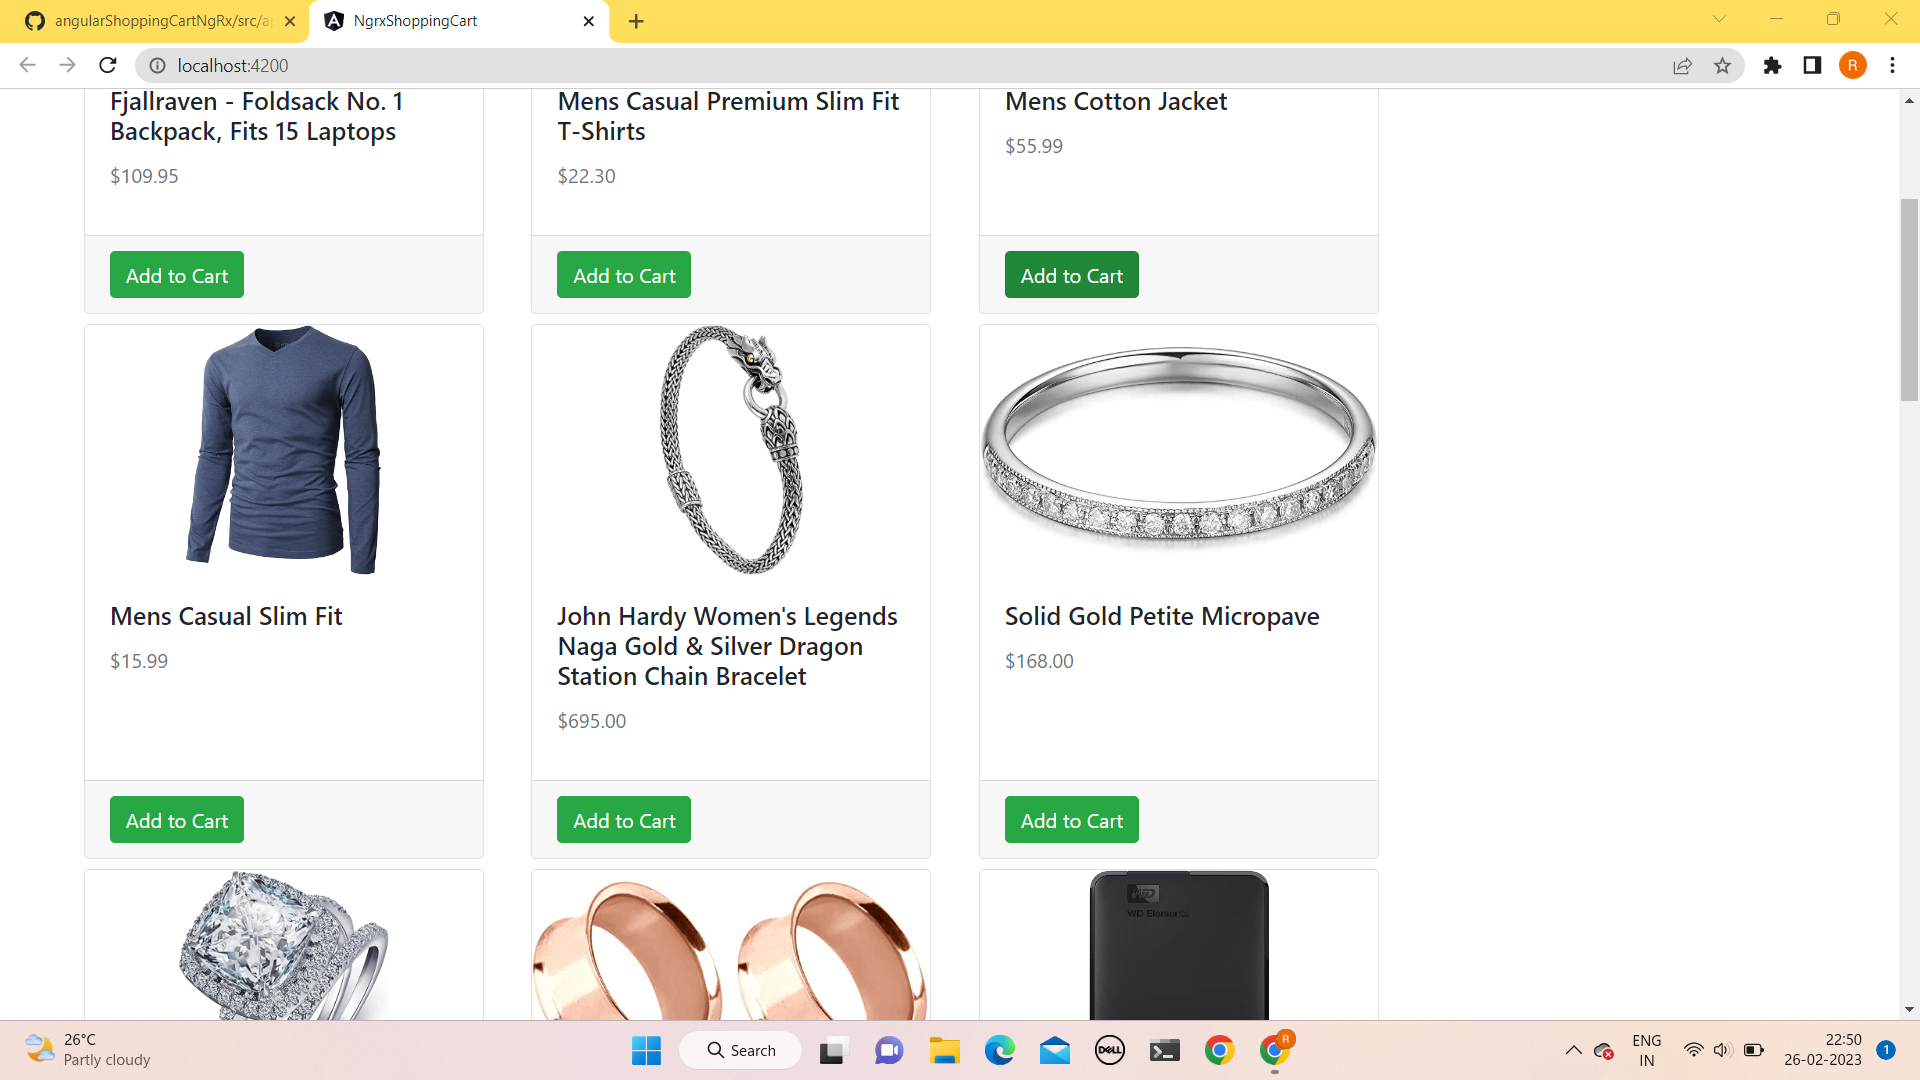 angularShoppingCartNgRx/src/a
NgrxShoppingCart
localhost:4200
R
Fjallraven - Foldsack No. 1
Backpack, Fits 15 Laptops
$109.95
Add to Cart
Mens Casual Premium Slim Fit
T-Shirts
$22.30
Add to Cart
Mens Cotton Jacket
$55.99
Add to Cart
Mens Casual Slim Fit
$15.99
Add to Cart
John Hardy Women's Legends
Naga Gold & Silver Dragon
Station Chain Bracelet
$695.00
Add to Cart
Solid Gold Petite Micropave
$168.00
Add to Cart
WD
WD Elements
26°C
Partly cloudy
Search
DELL
R
ENG
IN
22:50
26-02-2023
1